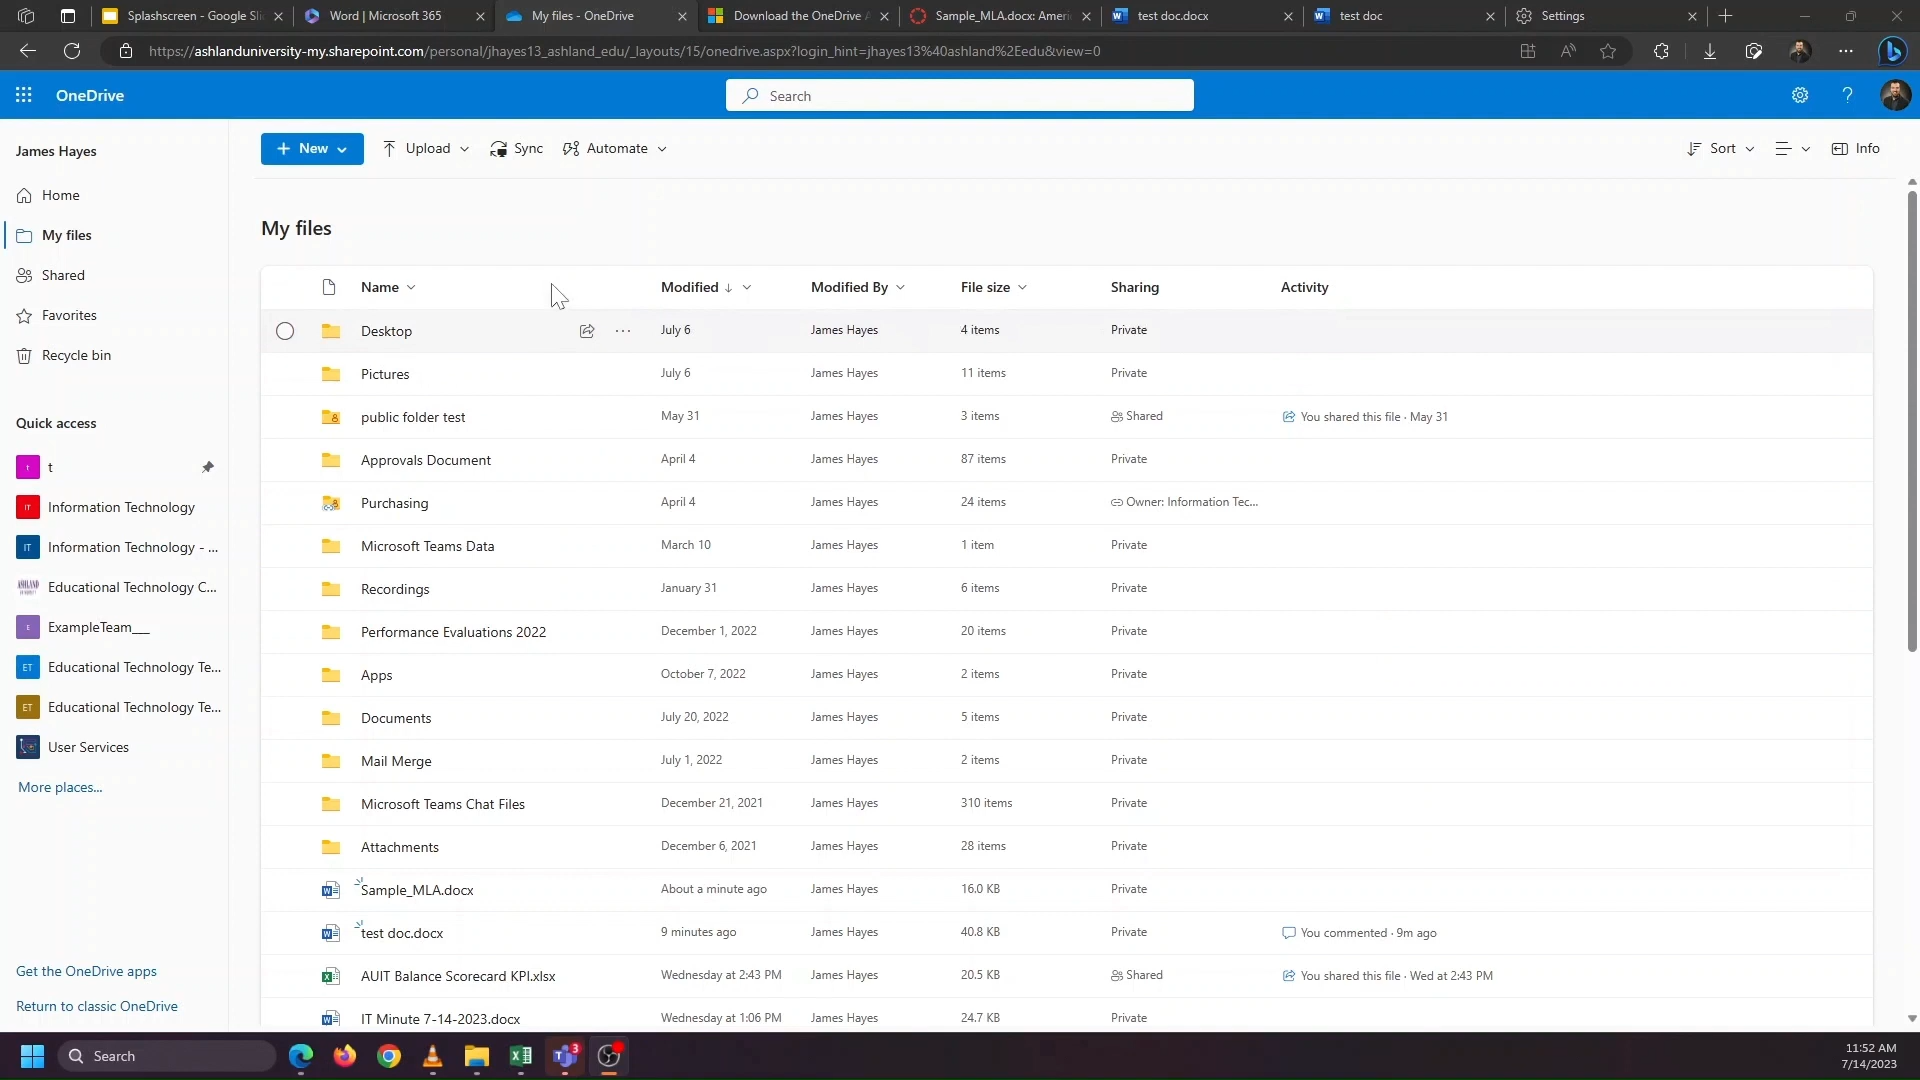 Splashscreen - Google Sli
Word | Microsoft 365
My files - OneDrive
Download the OneDrive A
Sample_MLA.docx: Ameri
test doc.docx
test doc
Settings
https://ashlanduniversity-my.sharepoint.com/personal/jhayes13_ashland_edu/_layouts/15/onedrive.aspx?login_hint=jhayes13%40ashland%2Eedu&view=0
OneDrive
Search
James Hayes
Home
My files
Shared
Favorites
Recycle bin
Quick access
t t
IT Information Technology
IT Information Technology - ...
Educational Technology C...
E ExampleTeam___
ET Educational Technology Te...
ET Educational Technology Te...
User Services
More places...
Get the OneDrive apps
Return to classic OneDrive
+ New Upload Sync Automate Sort Info
My files
Name Modified ↓ Modified By File size Sharing Activity
Desktop ... July 6 James Hayes 4 items Private
Pictures July 6 James Hayes 11 items Private
public folder test May 31 James Hayes 3 items Shared You shared this file · May 31
Approvals Document April 4 James Hayes 87 items Private
Purchasing April 4 James Hayes 24 items Owner: Information Tec...
Microsoft Teams Data March 10 James Hayes 1 item Private
Recordings January 31 James Hayes 6 items Private
Performance Evaluations 2022 December 1, 2022 James Hayes 20 items Private
Apps October 7, 2022 James Hayes 2 items Private
Documents July 20, 2022 James Hayes 5 items Private
Mail Merge July 1, 2022 James Hayes 2 items Private
Microsoft Teams Chat Files December 21, 2021 James Hayes 310 items Private
Attachments December 6, 2021 James Hayes 28 items Private
Sample_MLA.docx About a minute ago James Hayes 16.0 KB Private
test doc.docx 9 minutes ago James Hayes 40.8 KB Private You commented · 9m ago
AUIT Balance Scorecard KPI.xlsx Wednesday at 2:43 PM James Hayes 20.5 KB Shared You shared this file · Wed at 2:43 PM
IT Minute 7-14-2023.docx Wednesday at 1:06 PM James Hayes 24.7 KB Private
Search
3
11:52 AM
7/14/2023